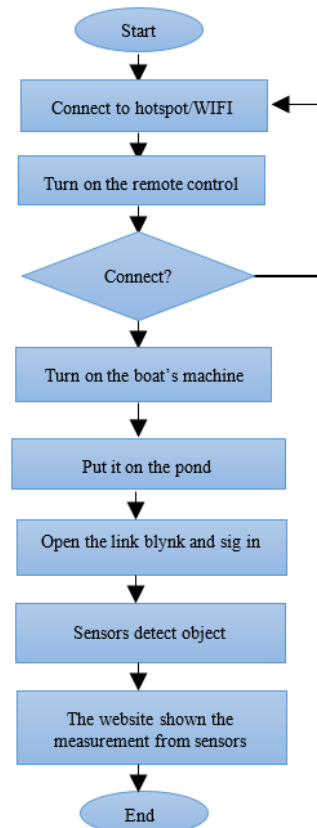 Start
Connect to hotspot/WIFI
Turn on the remote control
Connect?
Turn on the boat’s machine
Put it on the pond
Open the link blynk and sig in
Sensors detect object
The website shown the
measurement from sensors
End